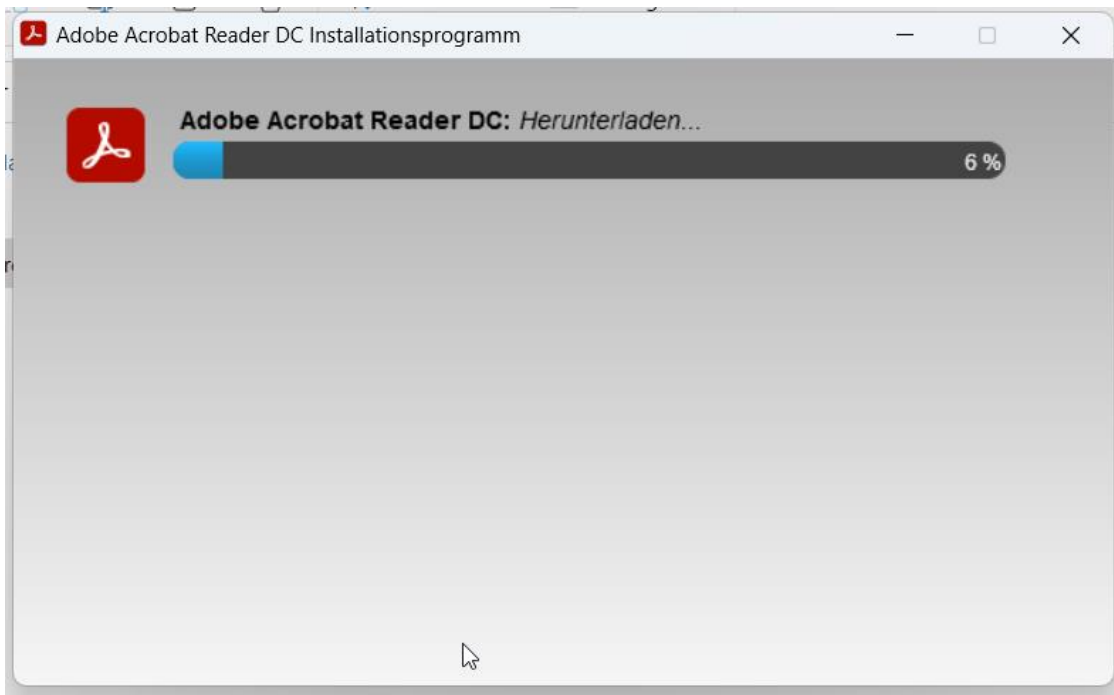 Adobe Acrobat Reader DC Installationsprogramm
Adobe Acrobat Reader DC: Herunterladen...
6 %